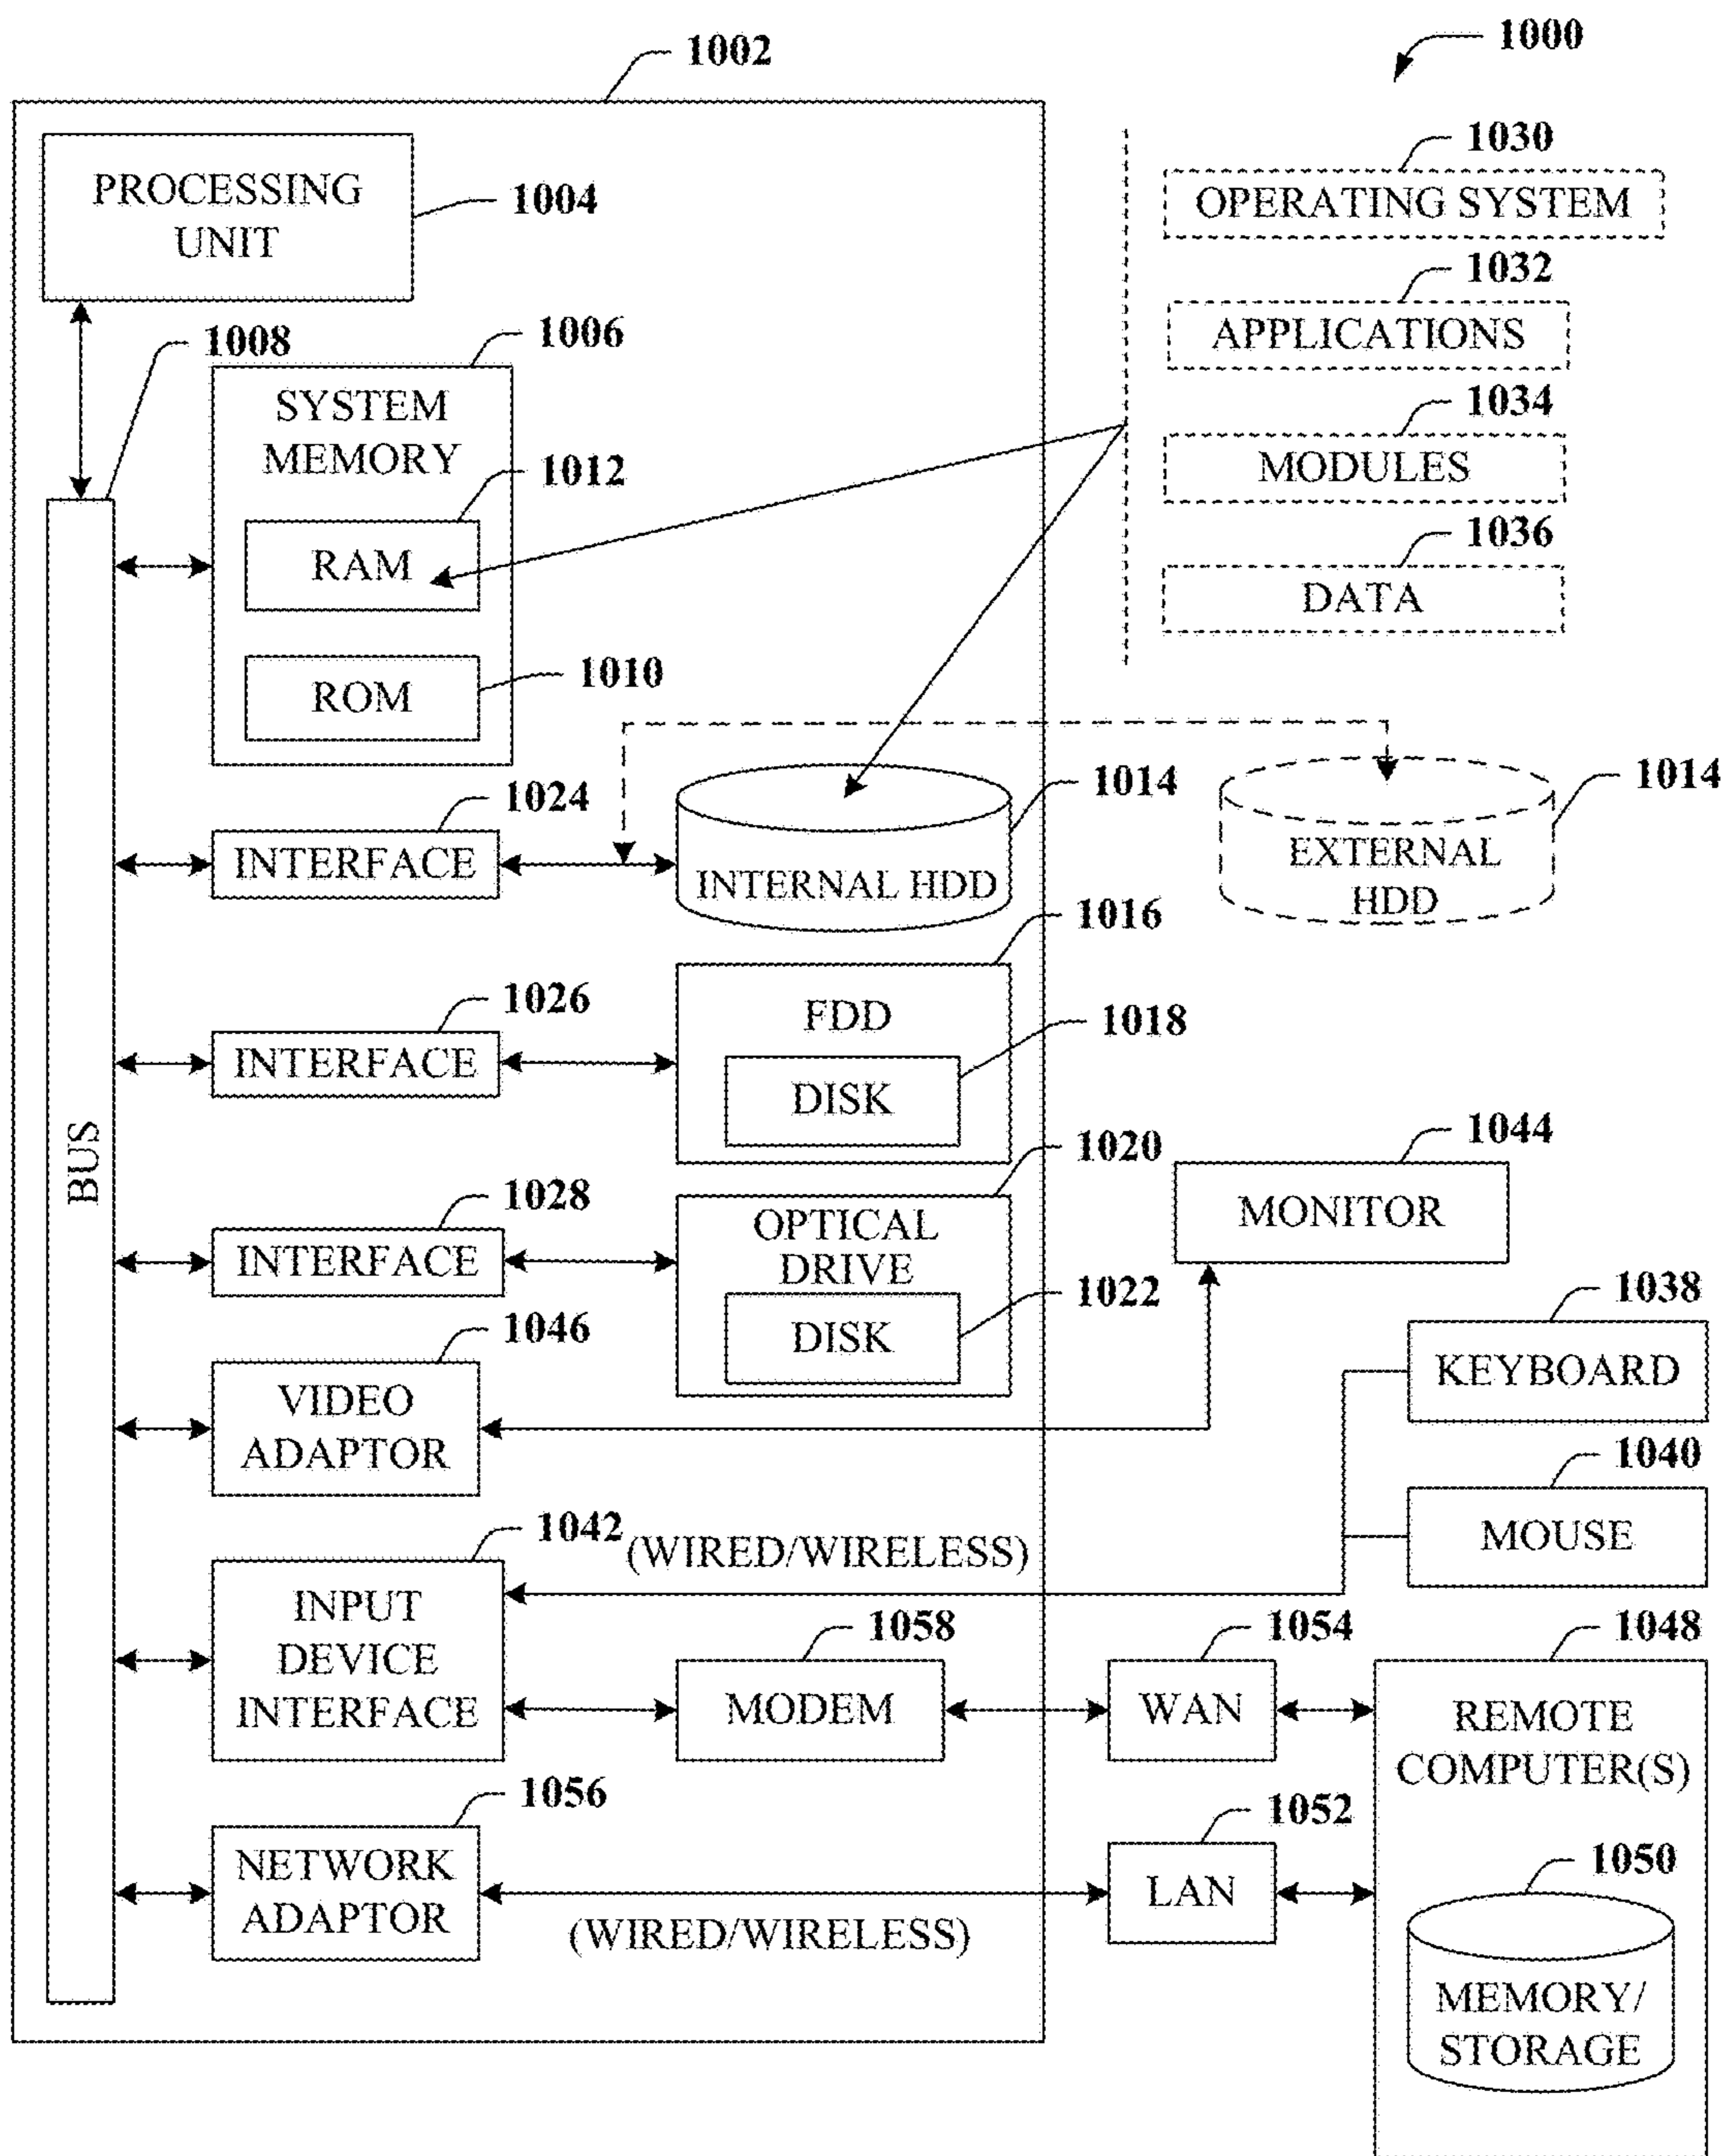 1000
1002
PROCESSING
UNIT
1004
1030
OPERATING SYSTEM
1032
APPLICATIONS
1034
MODULES
1036
DATA
1008
1006
SYSTEM
MEMORY
1012
RAM
1010
ROM
1024
INTERFACE
1014
INTERNAL HDD
1014
EXTERNAL
HDD
1026
INTERFACE
1016
FDD
1018
DISK
BUS
1028
INTERFACE
1020
OPTICAL
DRIVE
1022
DISK
1044
MONITOR
1046
VIDEO
ADAPTOR
1038
KEYBOARD
1040
MOUSE
1042
(WIRED/WIRELESS)
INPUT
DEVICE
INTERFACE
1058
MODEM
1054
WAN
1048
REMOTE
COMPUTER(S)
1056
NETWORK
ADAPTOR
(WIRED/WIRELESS)
1052
LAN
1050
MEMORY/
STORAGE